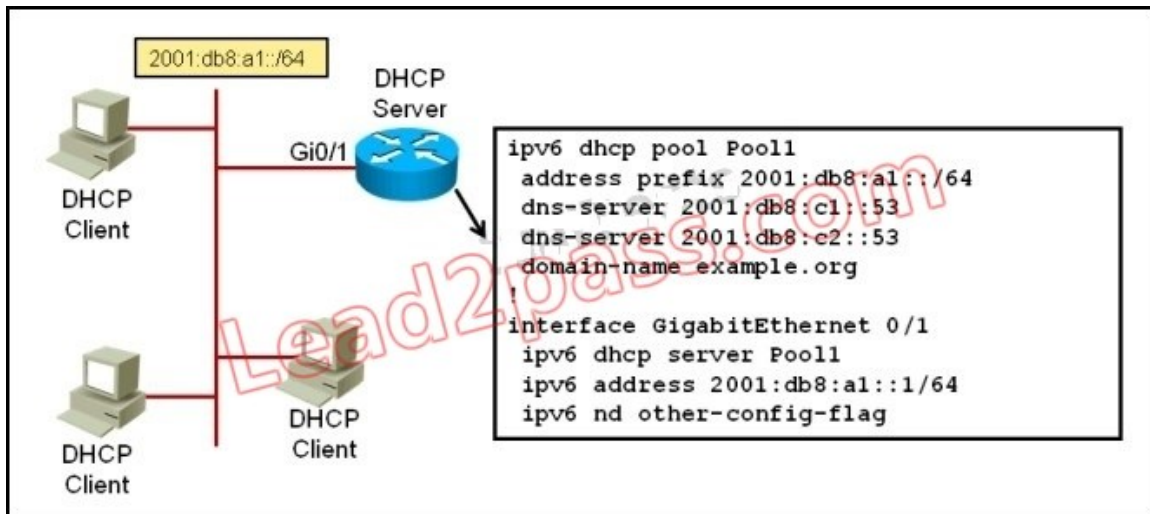 2001:db8:a1::/64
DHCP
Server
Gi0/1
DHCP
Client
DHCP
Client
DHCP
Client
ipv6 dhcp pool Pool1
address prefix 2001:db8:a1::/64
dns-server 2001:db8:c1::53
dns-server 2001:db8:c2::53
domain-name example.org
!
interface GigabitEthernet 0/1
ipv6 dhcp server Pool1
ipv6 address 2001:db8:a1::1/64
ipv6 nd other-config-flag
Lead2pass.com